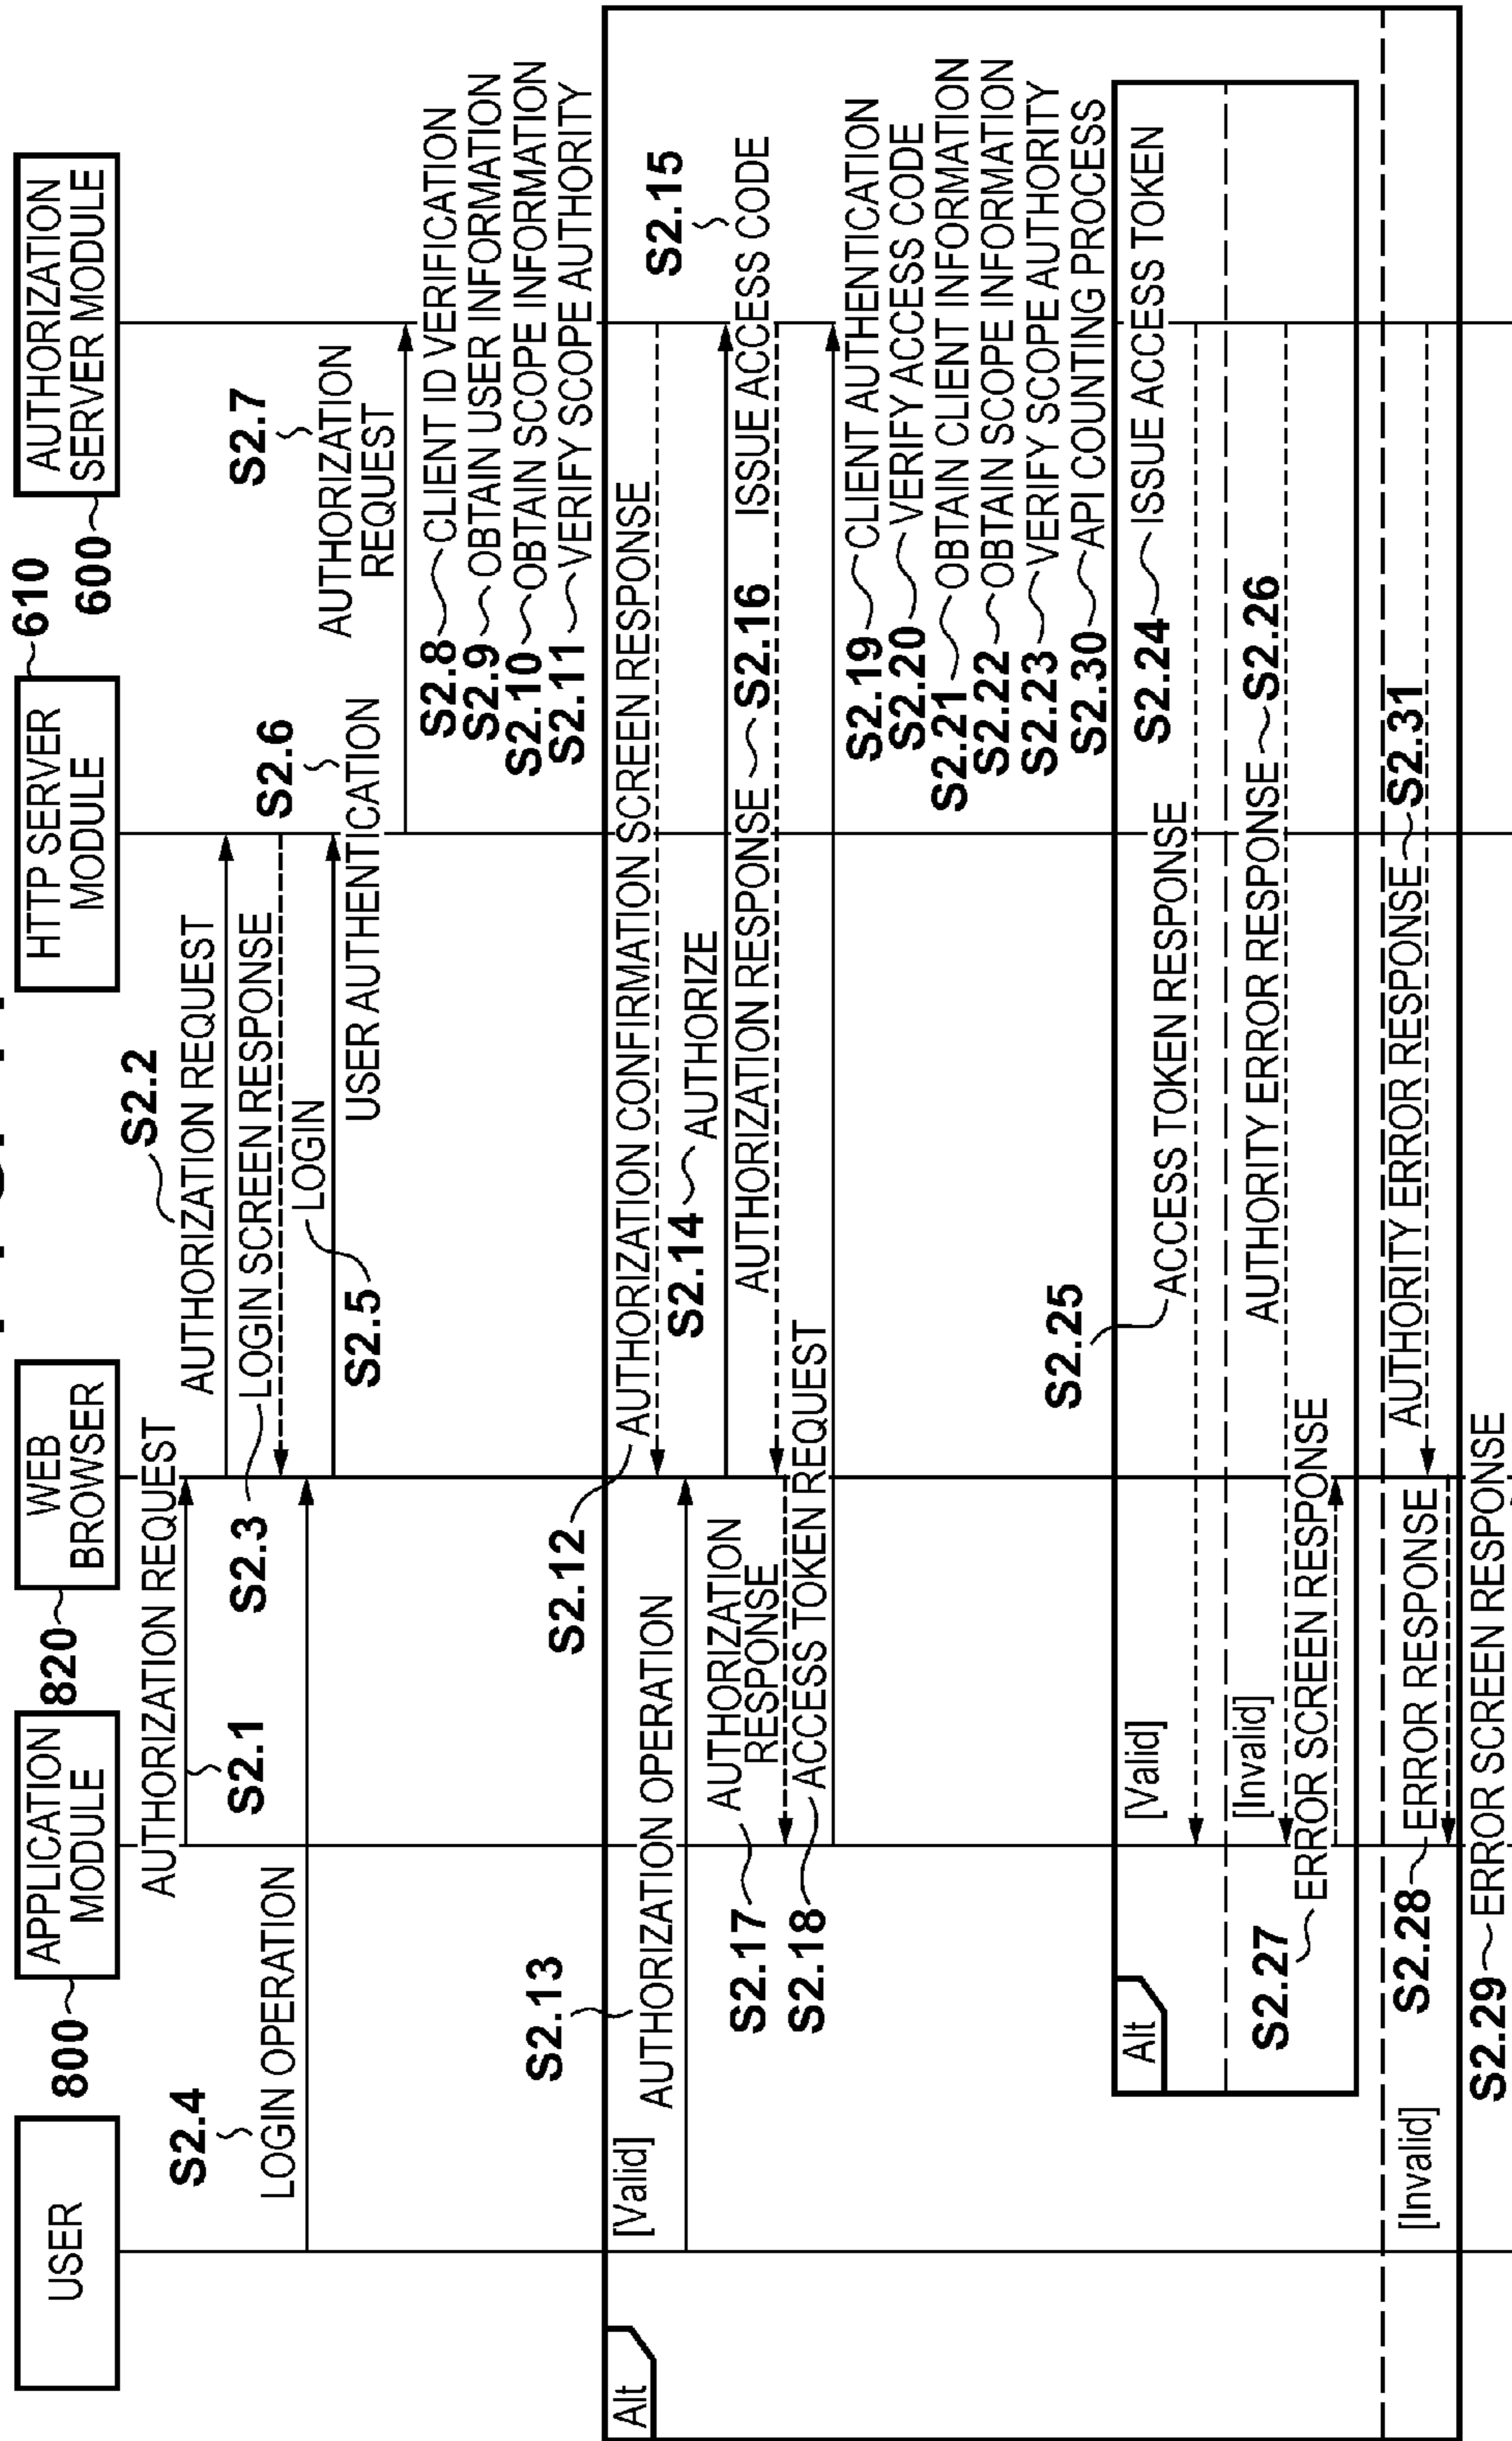 USER
800
APPLICATION
MODULE
820
WEB
BROWSER
HTTP SERVER
MODULE
610
AUTHORIZATION
SERVER MODULE
600
AUTHORIZATION REQUEST
S2.1
S2.2
AUTHORIZATION REQUEST
S2.3
LOGIN SCREEN RESPONSE
S2.4
LOGIN OPERATION
LOGIN
S2.5
S2.6
USER AUTHENTICATION
S2.7
AUTHORIZATION
REQUEST
S2.8
CLIENT ID VERIFICATION
S2.9
OBTAIN USER INFORMATION
S2.10
OBTAIN SCOPE INFORMATION
S2.11
VERIFY SCOPE AUTHORITY
Alt
[Valid]
S2.12
AUTHORIZATION CONFIRMATION SCREEN RESPONSE
S2.13
AUTHORIZATION OPERATION
S2.14
AUTHORIZE
S2.15
ISSUE ACCESS CODE
AUTHORIZATION RESPONSE
S2.16
AUTHORIZATION
RESPONSE
S2.17
S2.18
ACCESS TOKEN REQUEST
S2.19
CLIENT AUTHENTICATION
S2.20
VERIFY ACCESS CODE
S2.21
OBTAIN CLIENT INFORMATION
S2.22
OBTAIN SCOPE INFORMATION
S2.23
VERIFY SCOPE AUTHORITY
S2.30
API COUNTING PROCESS
Alt
[Valid]
S2.24
ISSUE ACCESS TOKEN
S2.25
ACCESS TOKEN RESPONSE
[Invalid]
AUTHORITY ERROR RESPONSE
S2.26
S2.27
ERROR SCREEN RESPONSE
[Invalid]
AUTHORITY ERROR RESPONSE
S2.31
S2.28
ERROR RESPONSE
S2.29
ERROR SCREEN RESPONSE